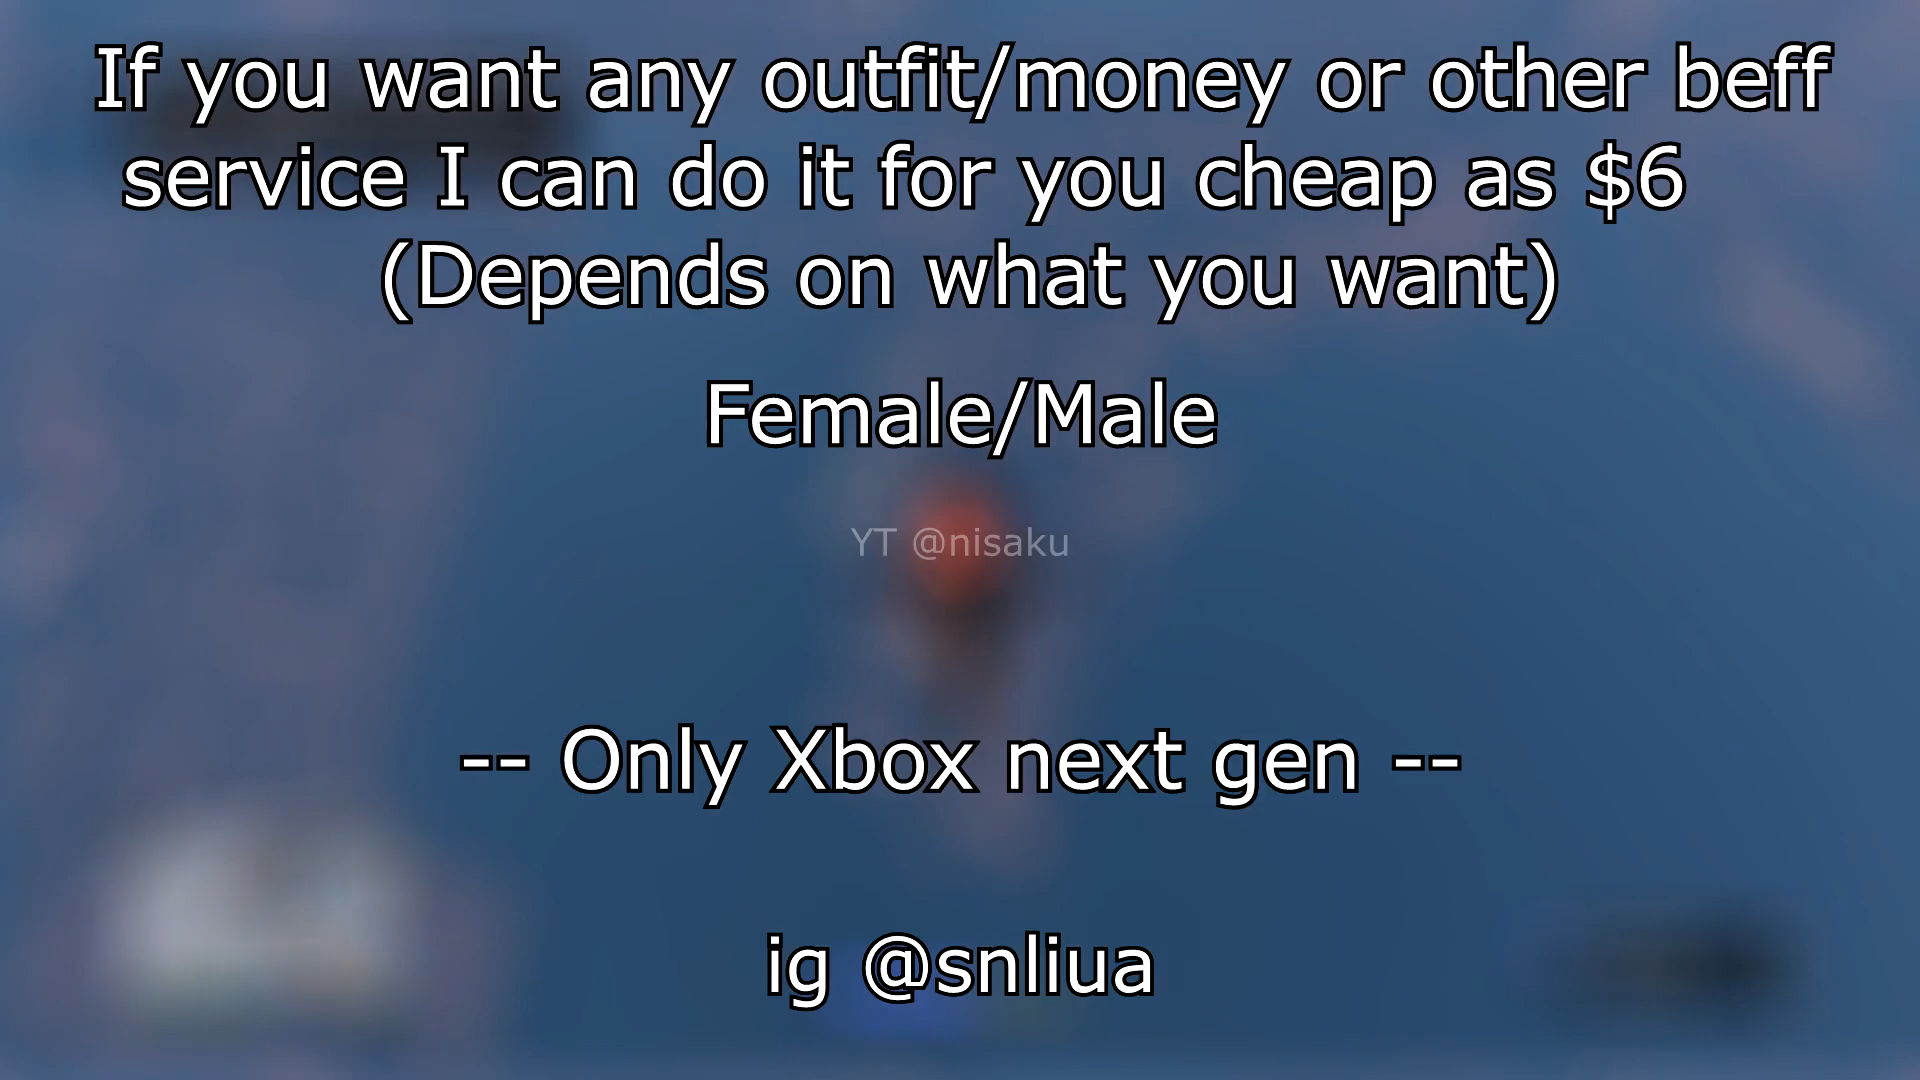 If you want any outfit/money or other beff
service I can do it for you cheap as $6
(Depends on what you want)
Female/Male
YT @nisaku
-- Only Xbox next gen --
ig @snliua